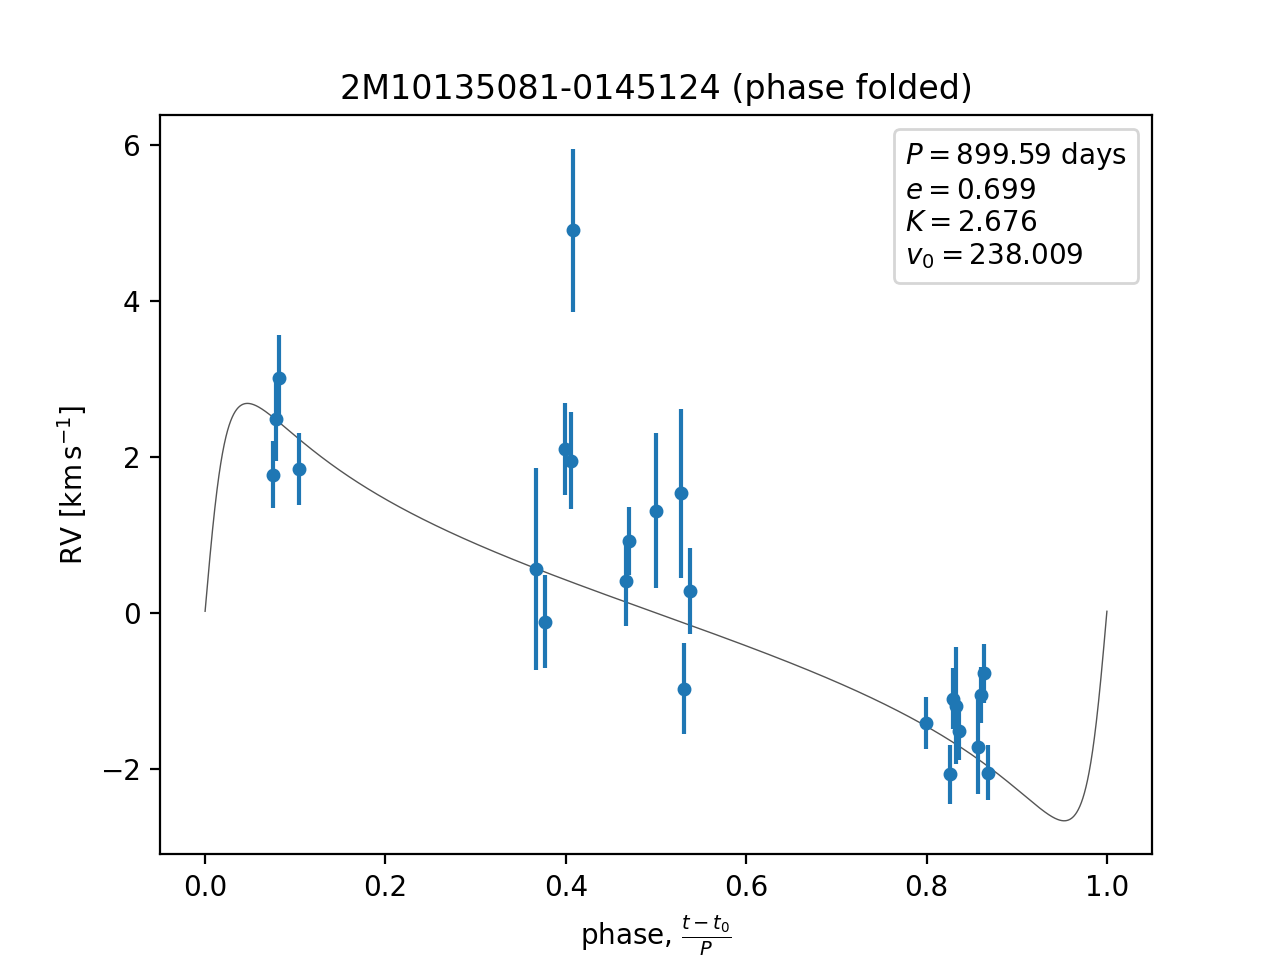 2M10135081-0145124 (phase folded)
P = 899.59 days
e = 0.699
K = 2.676
v₀ = 238.009
6
4
2
0
−2
RV [km s⁻¹]
0.0 0.2 0.4 0.6 0.8 1.0
phase, (t − t₀)/P